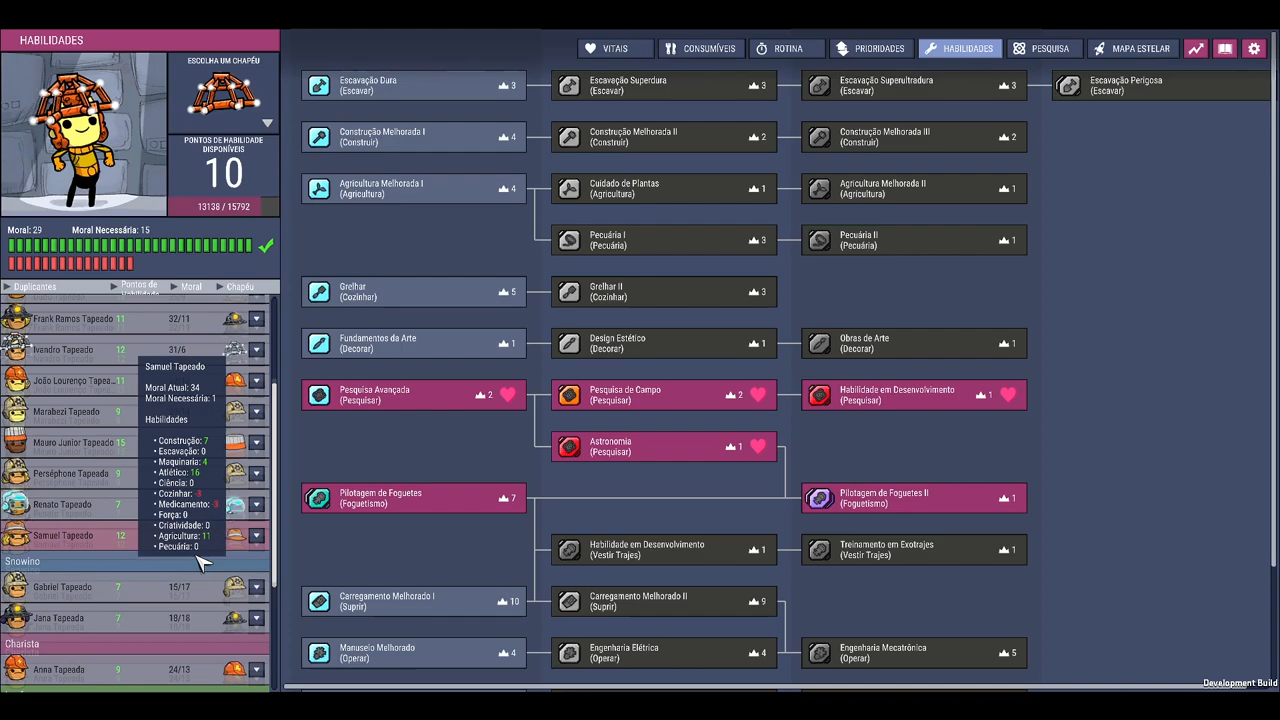 HABILIDADES
VITAIS
CONSUMÍVEIS
ROTINA
PRIORIDADES
HABILIDADES
PESQUISA
MAPA ESTELAR
ESCOLHA UM CHAPÉU
PONTOS DE HABILIDADE
DISPONÍVEIS
10
13138 / 15792
Moral: 29
Moral Necessária: 15
Duplicantes
Pontos de
Habilidade
Moral
Chapéu
Frank Ramos Tapeado 11 32/11
Ivandro Tapeado 12 31/6
João Lourenço Tapea... 11
Marabezi Tapeado 9
Mauro Junior Tapeado 15
Perséphone Tapeada 9
Renato Tapeado 7
Samuel Tapeado 12
Snowino
Gabriel Tapeado 7 15/17
Jana Tapeada 7 18/18
Charista
Anna Tapeada 9 24/13
Samuel Tapeado
Moral Atual: 34
Moral Necessária: 1
Habilidades
• Construção: 7
• Escavação: 0
• Maquinaria: 4
• Atlético: 16
• Ciência: 0
• Cozinhar: -3
• Medicamento: -3
• Força: 0
• Criatividade: 0
• Agricultura: 11
• Pecuária: 0
Escavação Dura
(Escavar)
3
Escavação Superdura
(Escavar)
3
Escavação Superultradura
(Escavar)
3
Escavação Perigosa
(Escavar)
Construção Melhorada I
(Construir)
4
Construção Melhorada II
(Construir)
2
Construção Melhorada III
(Construir)
2
Agricultura Melhorada I
(Agricultura)
4
Cuidado de Plantas
(Agricultura)
1
Agricultura Melhorada II
(Agricultura)
1
Pecuária I
(Pecuária)
3
Pecuária II
(Pecuária)
1
Grelhar
(Cozinhar)
5
Grelhar II
(Cozinhar)
3
Fundamentos da Arte
(Decorar)
1
Design Estético
(Decorar)
1
Obras de Arte
(Decorar)
1
Pesquisa Avançada
(Pesquisar)
2
Pesquisa de Campo
(Pesquisar)
2
Habilidade em Desenvolvimento
(Pesquisar)
1
Astronomia
(Pesquisar)
1
Pilotagem de Foguetes
(Foguetismo)
7
Pilotagem de Foguetes II
(Foguetismo)
1
Habilidade em Desenvolvimento
(Vestir Trajes)
1
Treinamento em Exotrajes
(Vestir Trajes)
1
Carregamento Melhorado I
(Suprir)
10
Carregamento Melhorado II
(Suprir)
9
Manuseio Melhorado
(Operar)
4
Engenharia Elétrica
(Operar)
4
Engenharia Mecatrônica
(Operar)
5
Development Build